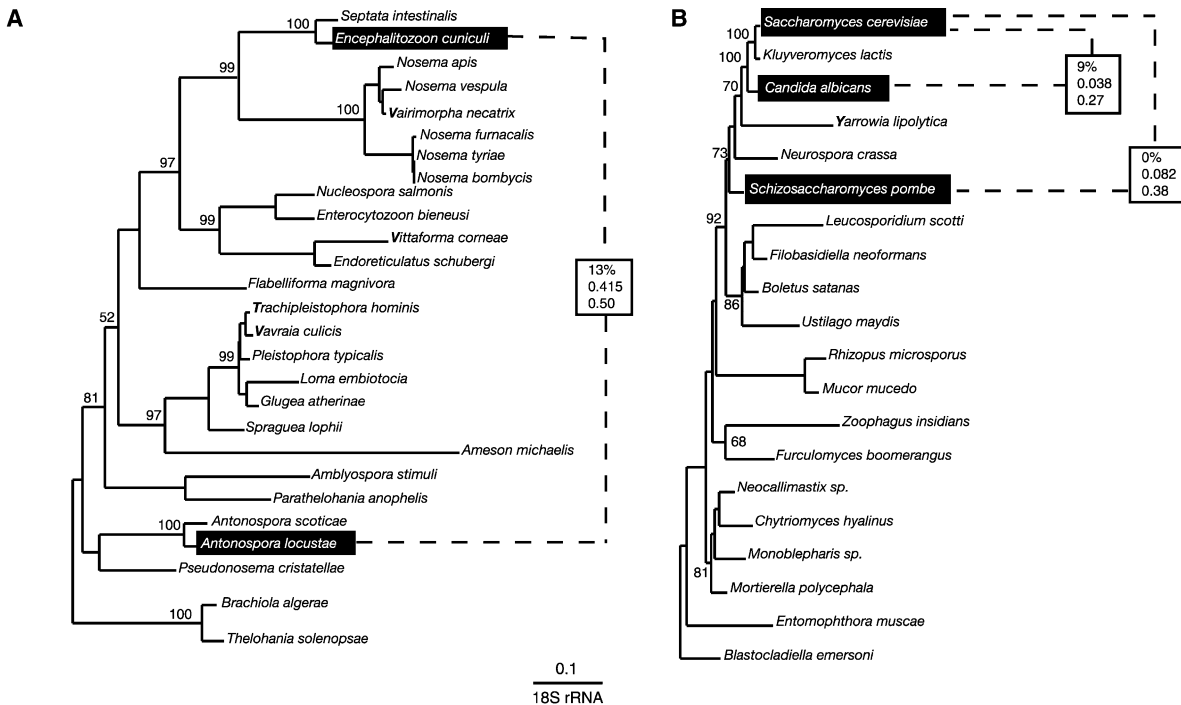 A
100
Septata intestinalis
Encephalitozoon cuniculi
99
Nosema apis
Nosema vespula
100
Vairimorpha necatrix
Nosema furnacalis
Nosema tyriae
Nosema bombycis
97
Nucleospora salmonis
99
Enterocytozoon bieneusi
Vittaforma corneae
Endoreticulatus schubergi
Flabelliforma magnivora
52
Trachipleistophora hominis
Vavraia culicis
99
Pleistophora typicalis
Loma embiotocia
Glugea atherinae
81
97
Spraguea lophii
Ameson michaelis
Amblyospora stimuli
Parathelohania anophelis
100
Antonospora scoticae
Antonospora locustae
Pseudonosema cristatellae
Brachiola algerae
100
Thelohania solenopsae
13%
0.415
0.50
0.1
18S rRNA
B
Saccharomyces cerevisiae
100
Kluyveromyces lactis
100
70
Candida albicans
Yarrowia lipolytica
73
Neurospora crassa
Schizosaccharomyces pombe
9%
0.038
0.27
0%
0.082
0.38
92
Leucosporidium scotti
Filobasidiella neoformans
Boletus satanas
86
Ustilago maydis
Rhizopus microsporus
Mucor mucedo
Zoophagus insidians
68
Furculomyces boomerangus
Neocallimastix sp.
Chytriomyces hyalinus
Monoblepharis sp.
81
Mortierella polycephala
Entomophthora muscae
Blastocladiella emersoni